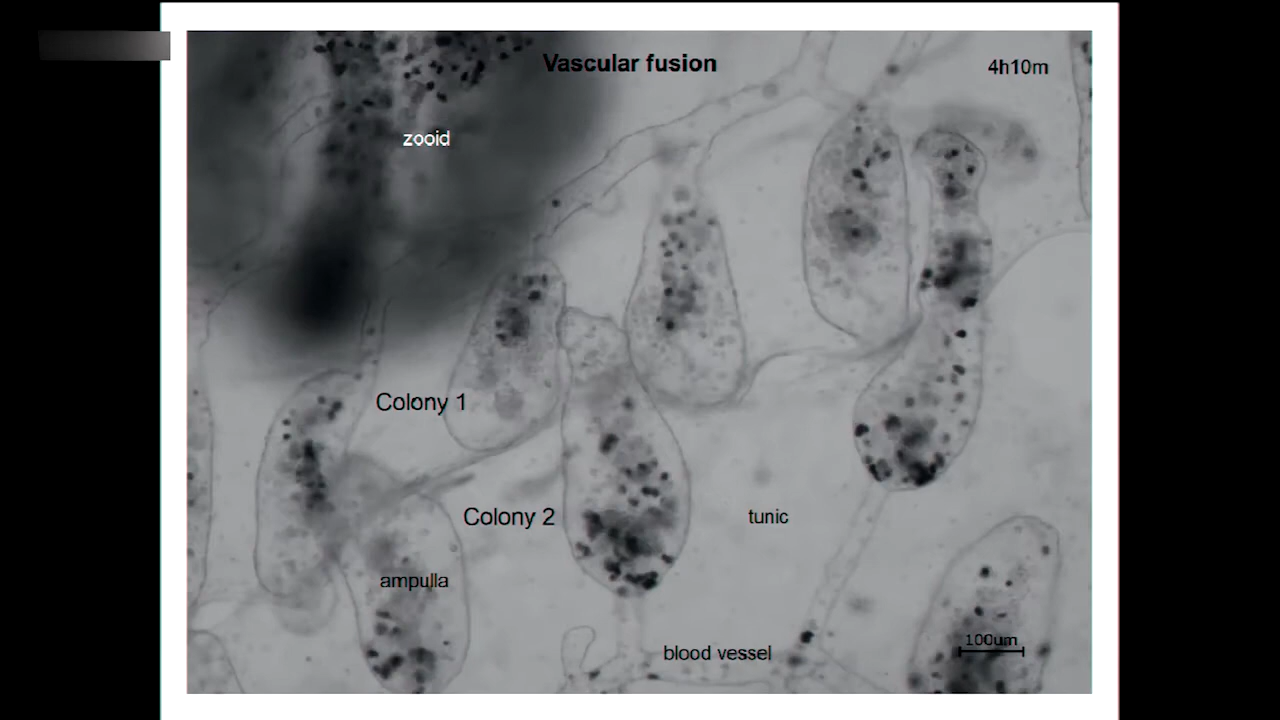 Vascular fusion
4h10m
zooid
Colony 1
Colony 2
tunic
ampulla
100um
blood vessel